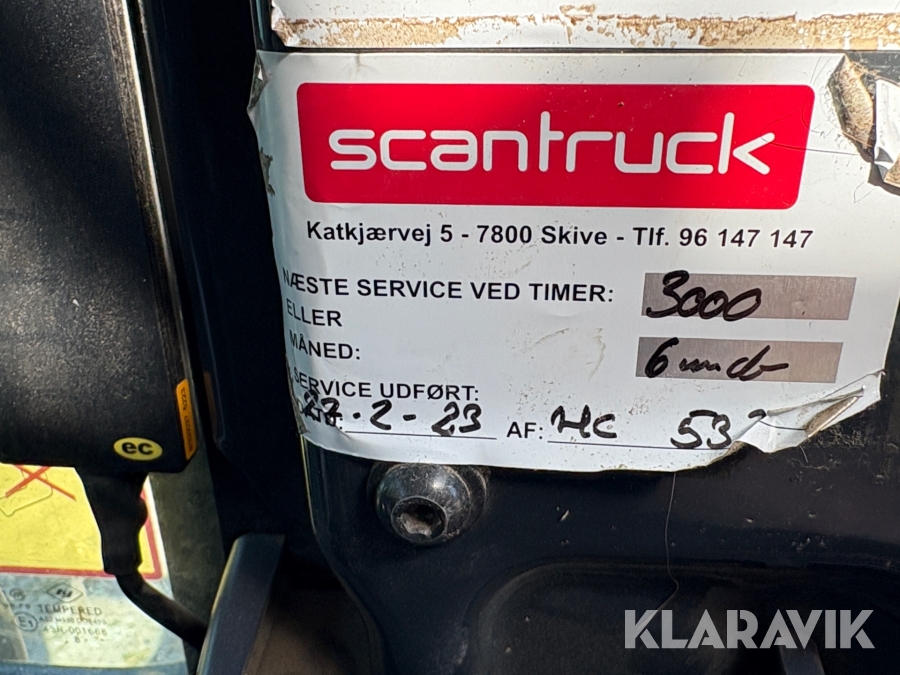 scantruck
Katkjærvej 5 - 7800 Skive - Tlf. 96 147 147
NÆSTE SERVICE VED TIMER: 3000
ELLER
MÅNED: 6 mdr
SERVICE UDFØRT:
27-2-23 AF: HC 53
ec
TEMPERED
KLARAVIK